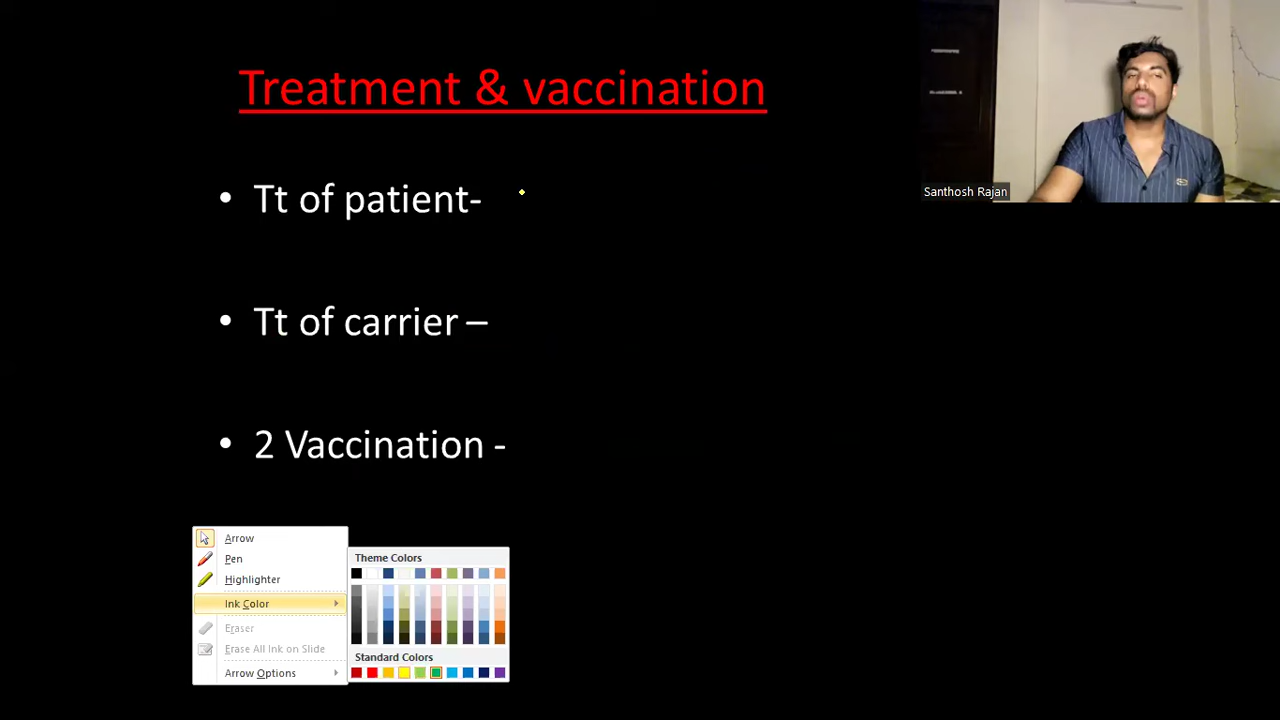 Treatment & vaccination
Santhosh Rajan
• Tt of patient-
• Tt of carrier –
• 2 Vaccination -
Arrow
Pen
Highlighter
Ink Color
Eraser
Erase All Ink on Slide
Arrow Options
Theme Colors
Standard Colors